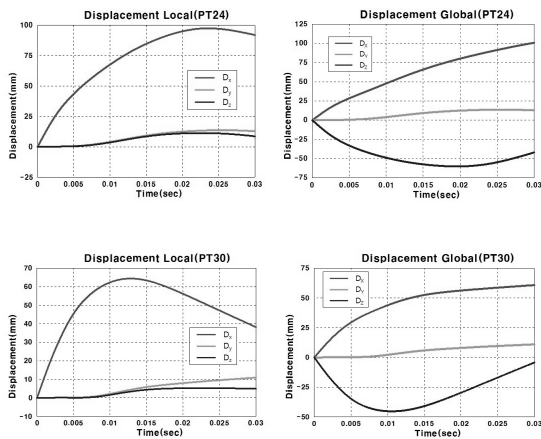 Displacement Local(PT24)
Displacement(mm)
100
75
50
25
0
-25
Dx
Dy
Dz
0 0.005 0.01 0.015 0.02 0.025 0.03
Time(sec)
Displacement Global(PT24)
Displacement(mm)
125
100
75
50
25
0
-25
-50
-75
Dx
DY
Dz
0 0.005 0.01 0.015 0.02 0.025 0.03
Time(sec)
Displacement Local(PT30)
Displacement(mm)
70
60
50
40
30
20
10
0
-10
Dx
Dy
Dz
0 0.005 0.01 0.015 0.02 0.025 0.03
Time(sec)
Displacement Global(PT30)
Displacement(mm)
75
50
25
0
-25
-50
Dx
DY
Dz
0 0.005 0.01 0.015 0.02 0.025 0.03
Time(sec)